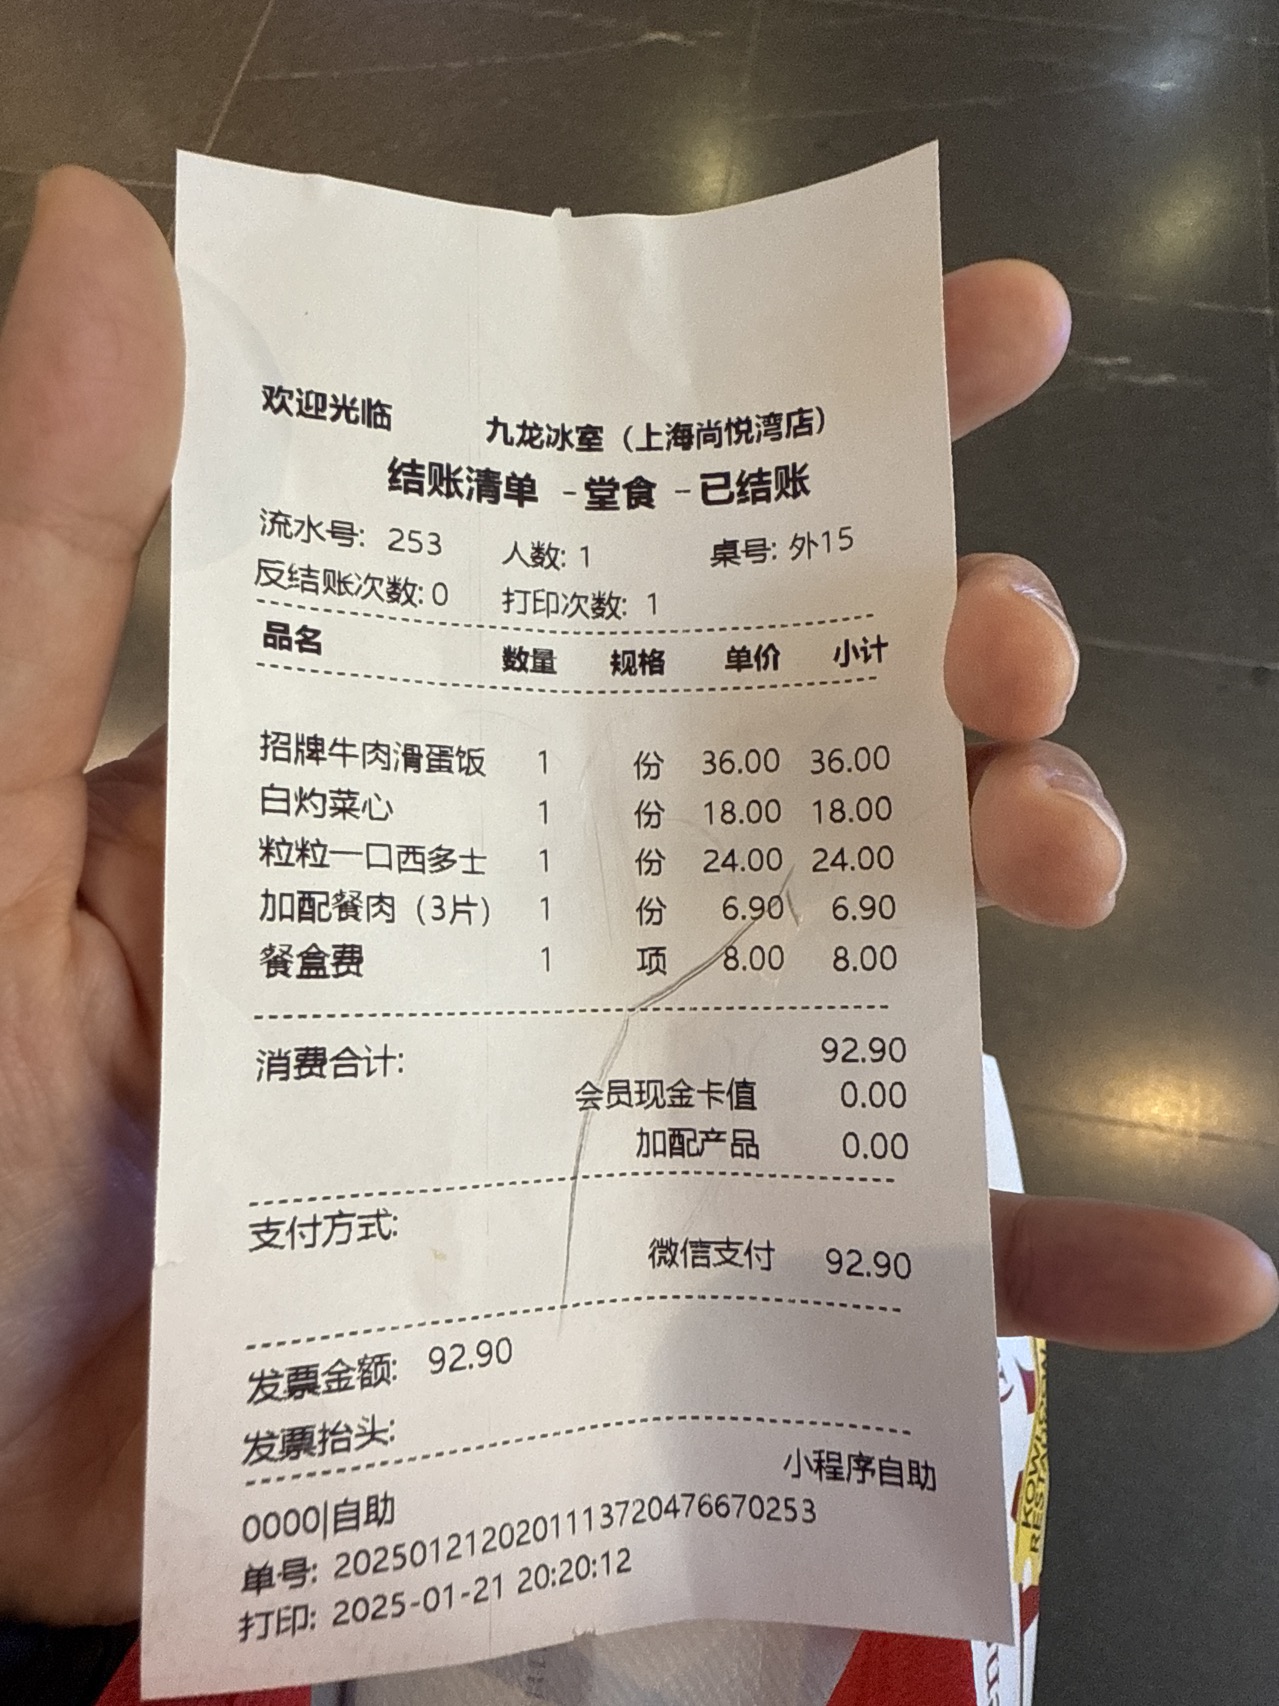 欢迎光临
九龙冰室（上海尚悦湾店）
结账清单 -堂食 -已结账
流水号: 253 人数: 1 桌号: 外15
反结账次数: 0 打印次数: 1
品名 数量 规格 单价 小计
招牌牛肉滑蛋饭 1 份 36.00 36.00
白灼菜心 1 份 18.00 18.00
粒粒一口西多士 1 份 24.00 24.00
加配餐肉（3片） 1 份 6.90 6.90
餐盒费 1 项 8.00 8.00
消费合计: 92.90
会员现金卡值 0.00
加配产品 0.00
支付方式:
微信支付 92.90
发票金额: 92.90
发票抬头:
小程序自助
0000|自助
单号: 2025012120201113720476670253
打印: 2025-01-21 20:20:12